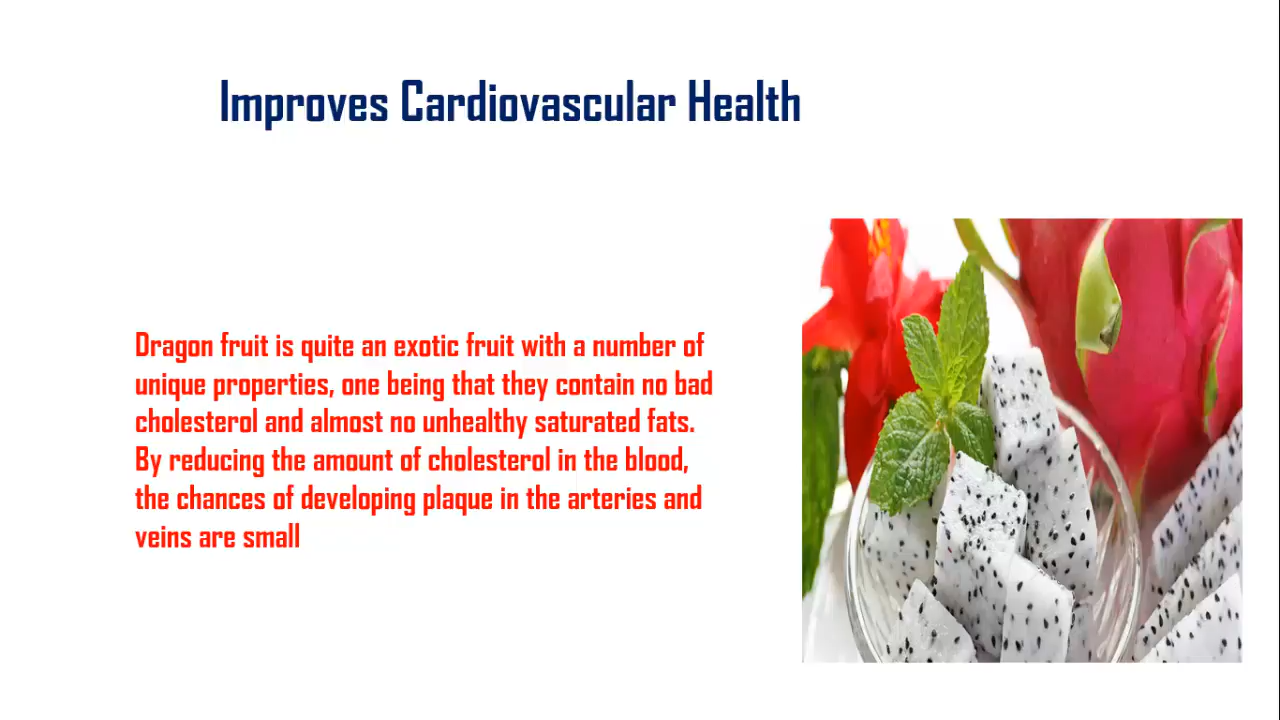 Improves Cardiovascular Health
Dragon fruit is quite an exotic fruit with a number of
unique properties, one being that they contain no bad
cholesterol and almost no unhealthy saturated fats.
By reducing the amount of cholesterol in the blood,
the chances of developing plaque in the arteries and
veins are small